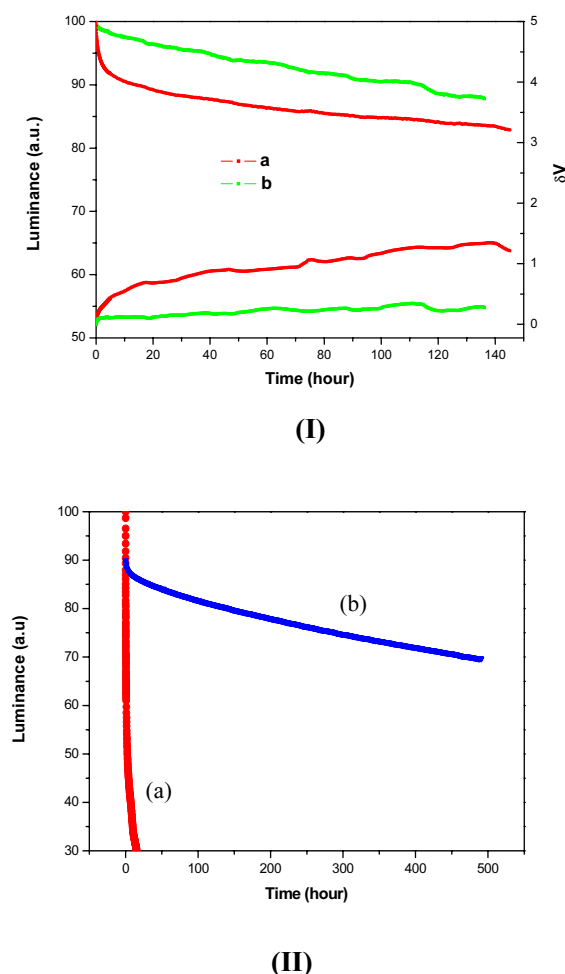 100
90
80
70
60
50
Luminance (a.u.)
a
b
5
4
3
2
1
0
δV
0 20 40 60 80 100 120 140
Time (hour)
(I)
100
90
80
70
60
50
40
30
Luminance (a.u)
(b)
(a)
0 100 200 300 400 500
Time (hour)
(II)